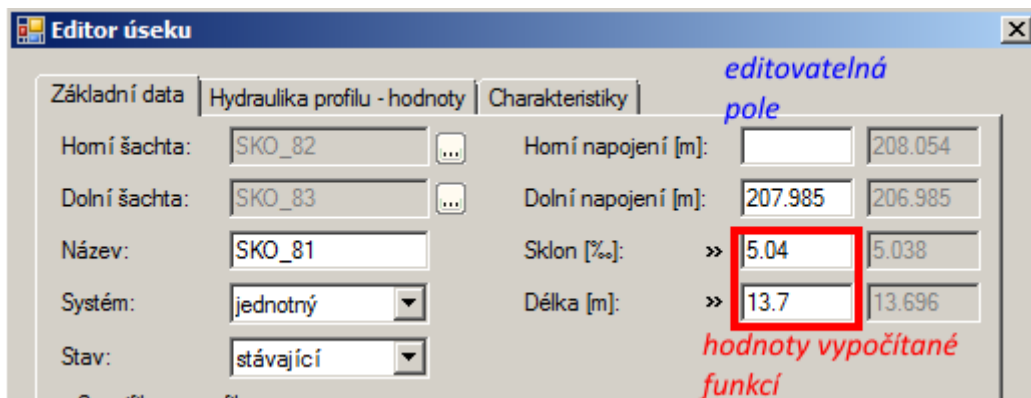 Editor úseku
editovatelná
pole
Základní data Hydraulika profilu - hodnoty Charakteristiky
Horní šachta: SKO_82 ... Horní napojení [m]: 208.054
Dolní šachta: SKO_83 ... Dolní napojení [m]: 207.985 206.985
Název: SKO_81 Sklon [‰]: » 5.04 5.038
Systém: jednotný Délka [m]: » 13.7 13.696
Stav: stávající
hodnoty vypočítané
funkcí